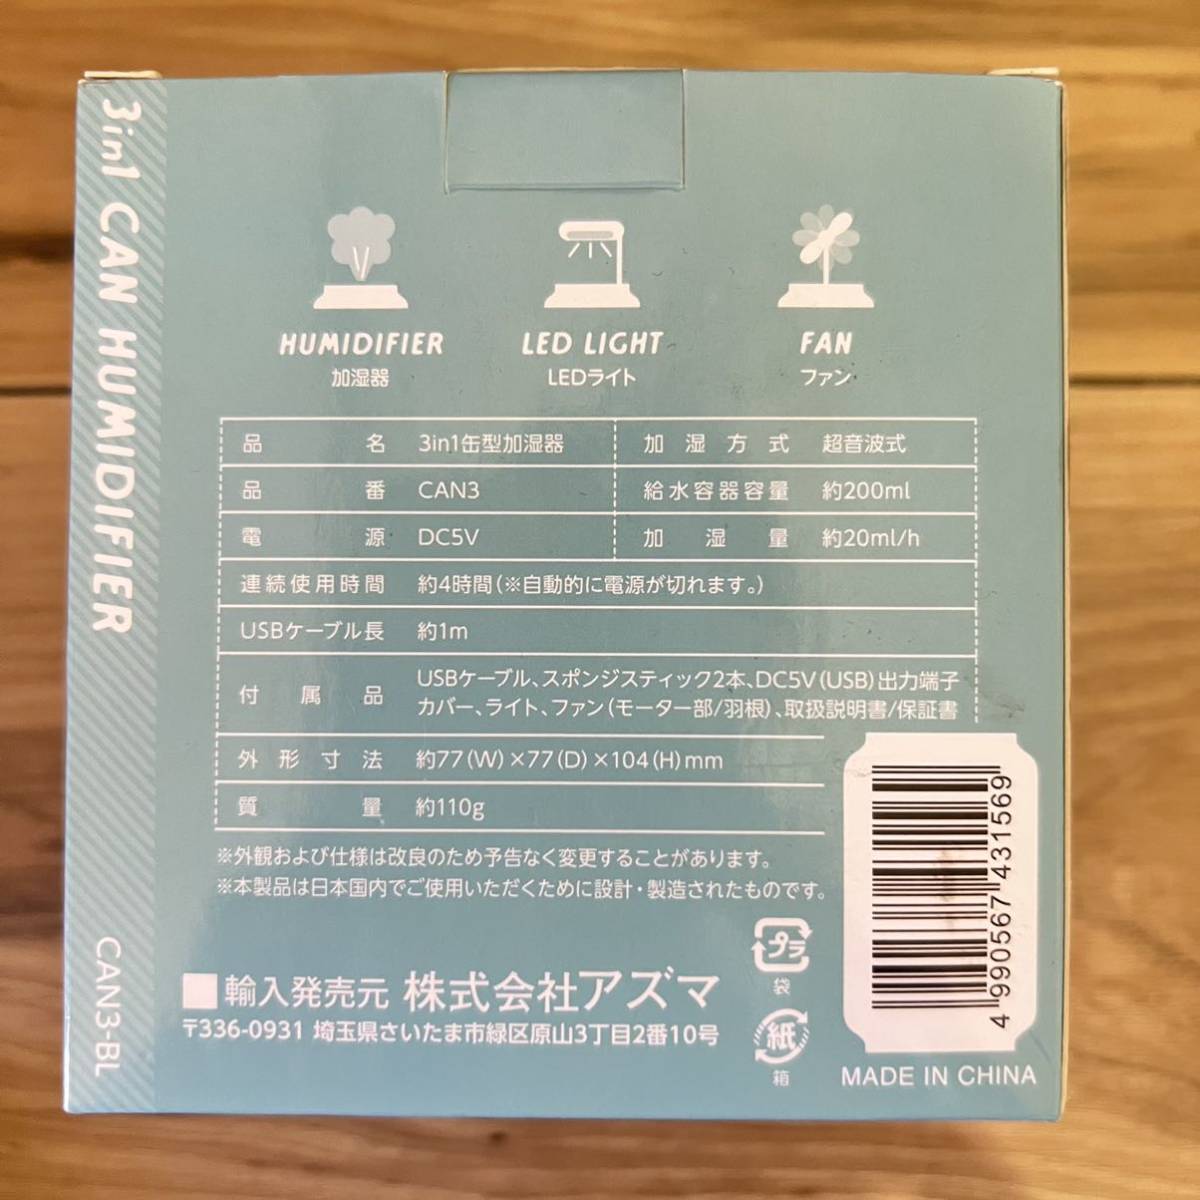 3in1 CAN HUMIDIFIER
CAN3-BL
HUMIDIFIER
加湿器
LED LIGHT
LEDライト
FAN
ファン
品名 3in1缶型加湿器 加湿方式 超音波式
品番 CAN3 給水容器容量 約200ml
電源 DC5V 加湿量 約20ml/h
連続使用時間 約4時間(※自動的に電源が切れます。)
USBケーブル長 約1m
付属品 USBケーブル、スポンジスティック2本、DC5V(USB)出力端子
カバー、ライト、ファン(モーター部/羽根)、取扱説明書/保証書
外形寸法 約77(W)×77(D)×104(H)mm
質量 約110g
※外観および仕様は改良のため予告なく変更することがあります。
※本製品は日本国内でご使用いただくために設計・製造されたものです。
■輸入発売元 株式会社アズマ
〒336-0931 埼玉県さいたま市緑区原山3丁目2番10号
プラ
袋
紙
箱
4 990567 431569
MADE IN CHINA